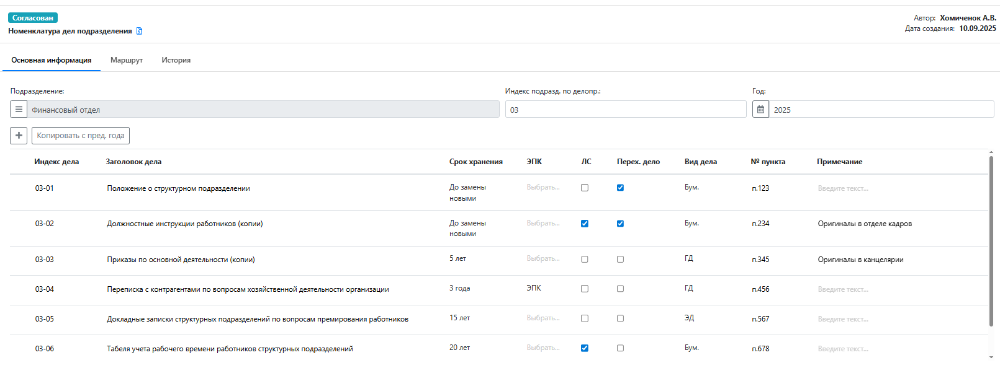 Согласован
Номенклатура дел подразделения
Автор: Хомиченок А.В.
Дата создания: 10.09.2025
Основная информация Маршрут История
Подразделение: Индекс подразд. по делопр.: Год:
Финансовый отдел 03 2025
Копировать с пред. года
Индекс дела Заголовок дела Срок хранения ЭПК ЛС Перех. дело Вид дела № пункта Примечание
03-01 Положение о структурном подразделении До замены новыми Выбрать... Бум. п.123 Введите текст...
03-02 Должностные инструкции работников (копии) До замены новыми Выбрать... Бум. п.234 Оригиналы в отделе кадров
03-03 Приказы по основной деятельности (копии) 5 лет Выбрать... ГД п.345 Оригиналы в канцелярии
03-04 Переписка с контрагентами по вопросам хозяйственной деятельности организации 3 года ЭПК ГД п.456 Введите текст...
03-05 Докладные записки структурных подразделений по вопросам премирования работников 15 лет Выбрать... ЭД п.567 Введите текст...
03-06 Табеля учета рабочего времени работников структурных подразделений 20 лет Выбрать... Бум. п.678 Введите текст...